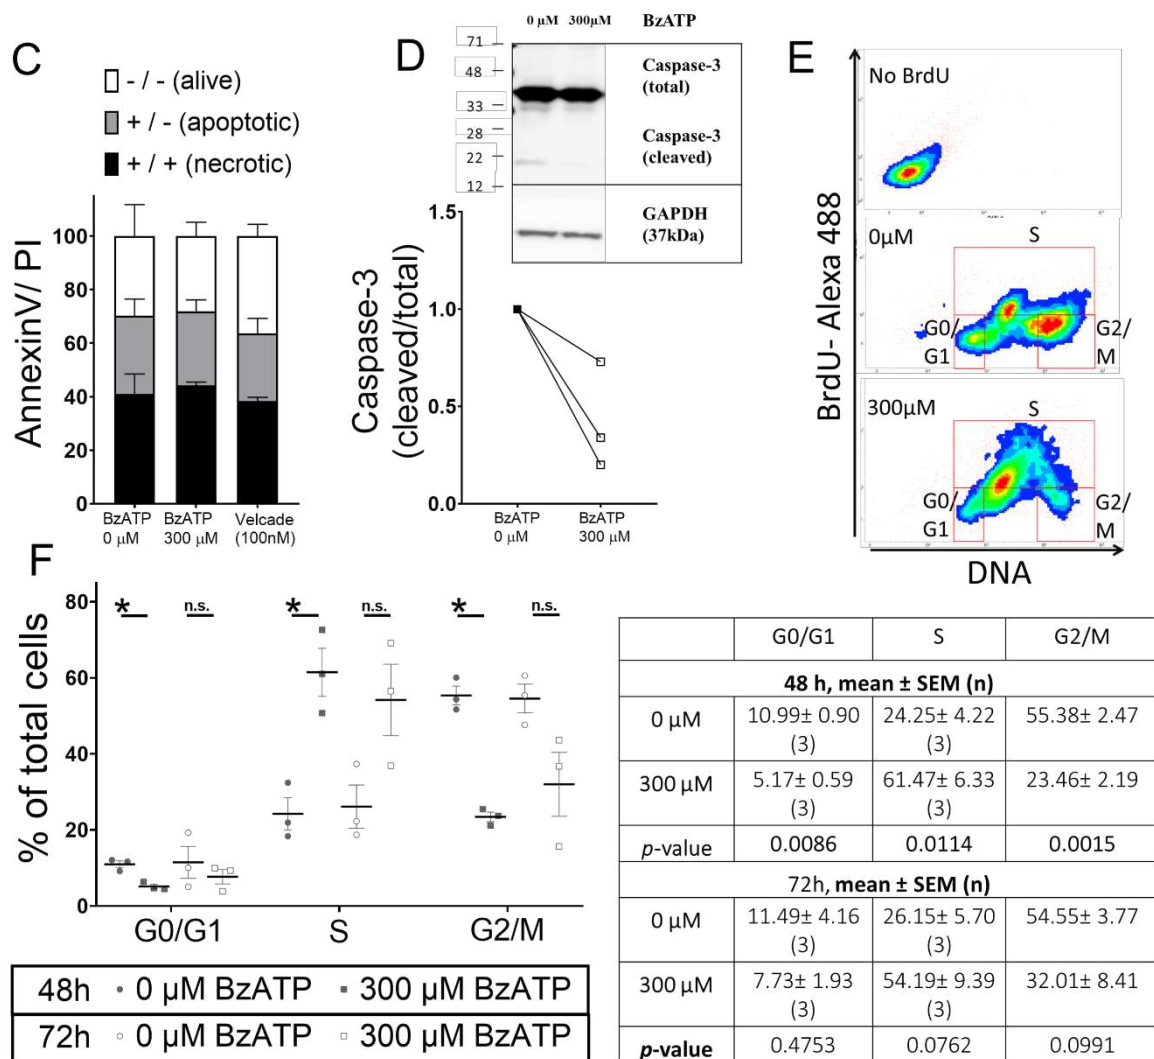 C
- / - (alive)
+ / - (apoptotic)
+ / + (necrotic)
AnnexinV/ PI
100
80
60
40
20
0
BzATP
0 µM
BzATP
300 µM
Velcade
(100nM)
D
0 µM 300µM BzATP
71
48
33
28
22
12
Caspase-3
(total)
Caspase-3
(cleaved)
GAPDH
(37kDa)
Caspase-3
(cleaved/total)
1.5
1.0
0.5
0.0
BzATP
0 µM
BzATP
300 µM
E
BrdU- Alexa 488
No BrdU
0µM
S
G0/
G1
G2/
M
300µM
S
G0/
G1
G2/
M
DNA
F
% of total cells
80
60
40
20
0
* n.s. * n.s. * n.s.
G0/G1 S G2/M
48h 0 µM BzATP 300 µM BzATP
72h 0 µM BzATP 300 µM BzATP
G0/G1 S G2/M
48 h, mean ± SEM (n)
0 µM 10.99± 0.90 (3) 24.25± 4.22 (3) 55.38± 2.47
300 µM 5.17± 0.59 (3) 61.47± 6.33 (3) 23.46± 2.19
p-value 0.0086 0.0114 0.0015
72h, mean ± SEM (n)
0 µM 11.49± 4.16 (3) 26.15± 5.70 (3) 54.55± 3.77
300 µM 7.73± 1.93 (3) 54.19± 9.39 (3) 32.01± 8.41
p-value 0.4753 0.0762 0.0991